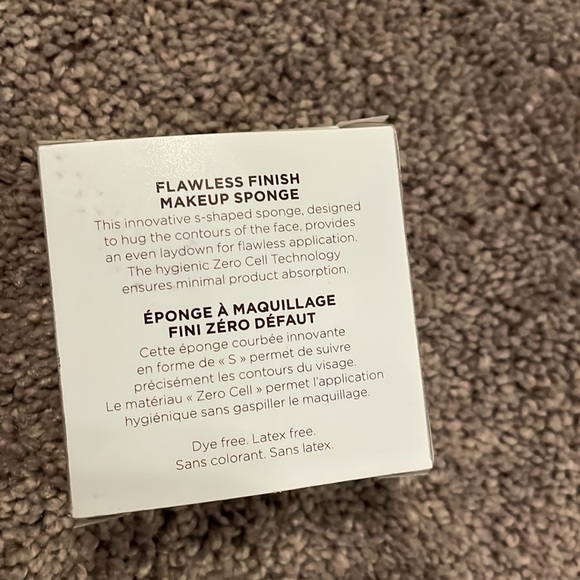 FLAWLESS FINISH
MAKEUP SPONGE
This innovative s-shaped sponge, designed
to hug the contours of the face, provides
an even laydown for flawless application.
The hygienic Zero Cell Technology
ensures minimal product absorption.
ÉPONGE À MAQUILLAGE
FINI ZÉRO DÉFAUT
Cette éponge courbée innovante
en forme de « S » permet de suivre
précisément les contours du visage.
Le matériau « Zero Cell » permet l'application
hygiénique sans gaspiller le maquillage.
Dye free. Latex free.
Sans colorant. Sans latex.